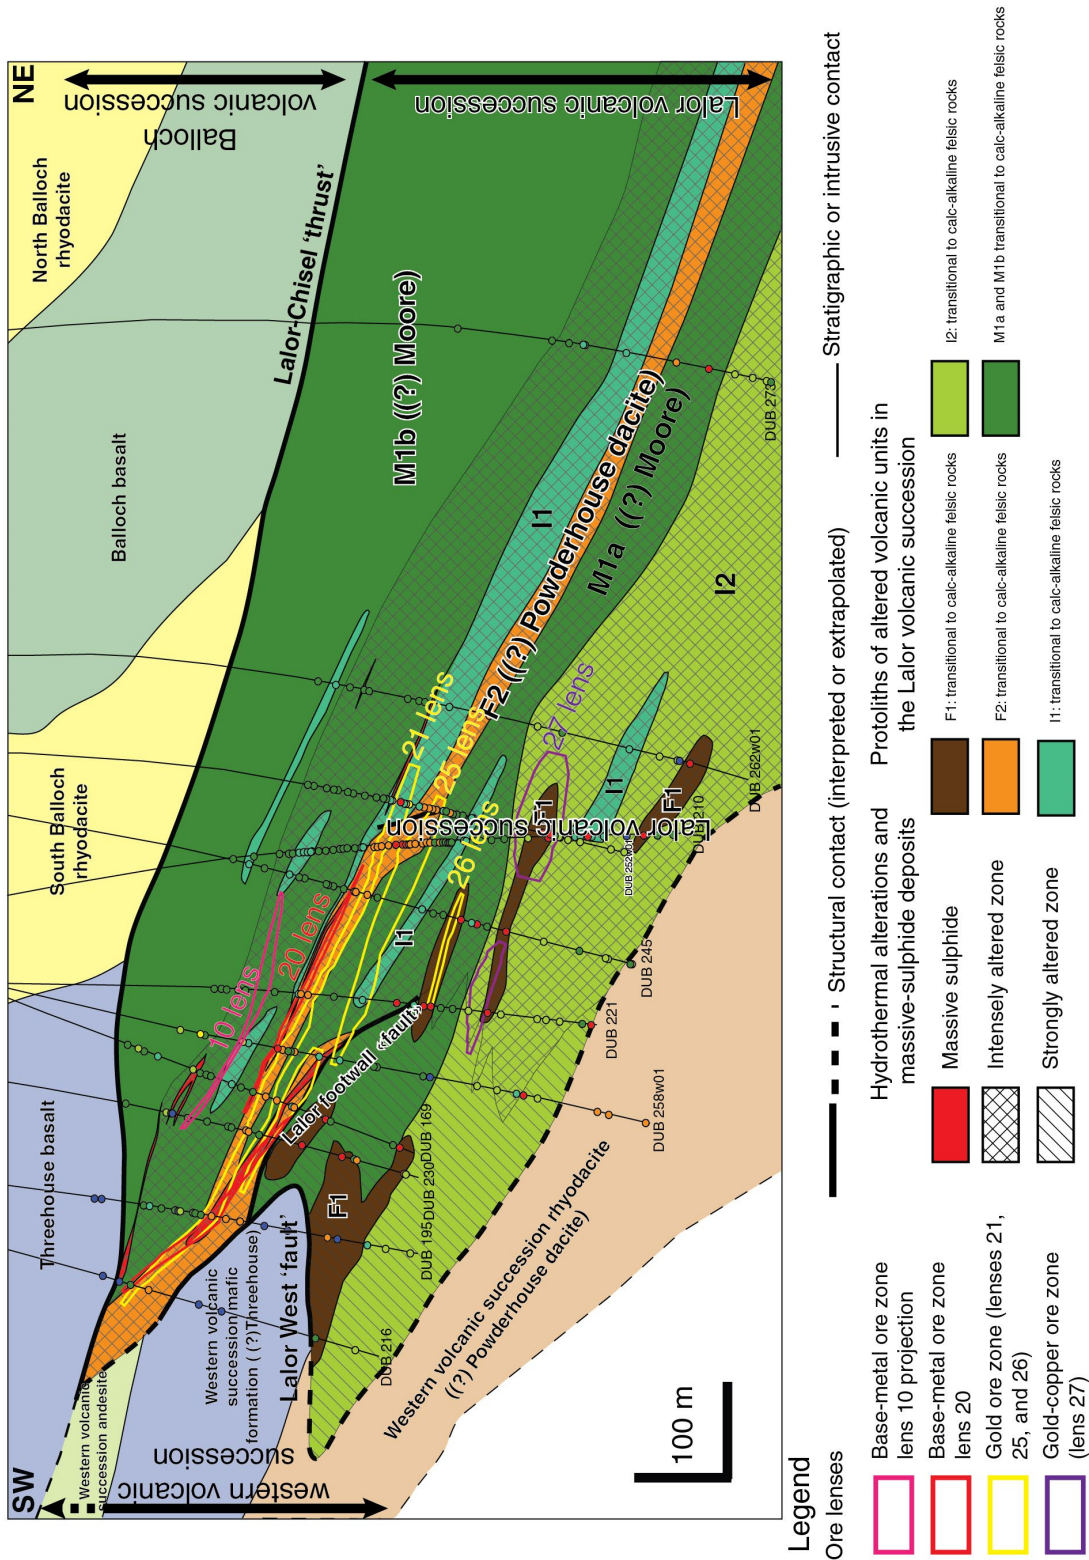 SW
NE
North Balloch
rhyodacite
Balloch
volcanic succession
Balloch basalt
South Balloch
rhyodacite
Threehouse basalt
Lalor-Chisel ‘thrust’
Lalor volcanic succession
M1b ((?) Moore)
I1
F2 ((?) Powderhouse dacite)
M1a ((?) Moore)
I2
10 lens
20 lens
21 lens
25 lens
26 lens
27 lens
I1
I1
F1
F1
F1
Lalor volcanic succession
Lalor footwall «fault»
Lalor West ‘fault’
Western volcanic
succession mafic
formation ( (?)Threehouse)
Western volcanic
succession andesite
western volcanic
succession
Western volcanic succession rhyodacite
((?) Powderhouse dacite)
DUB 216
DUB 195
DUB 230
DUB 169
DUB 258w01
DUB 221
DUB 245
DUB 252w01
DUB 210
DUB 262w01
DUB 273
100 m
Legend
Ore lenses
Base-metal ore zone
lens 10 projection
Base-metal ore zone
lens 20
Gold ore zone (lenses 21,
25, and 26)
Gold-copper ore zone
(lens 27)
Structural contact (interpreted or extrapolated)
Stratigraphic or intrusive contact
Hydrothermal alterations and
massive-sulphide deposits
Massive sulphide
Intensely altered zone
Strongly altered zone
Protoliths of altered volcanic units in
the Lalor volcanic succession
F1: transitional to calc-alkaline felsic rocks
F2: transitional to calc-alkaline felsic rocks
I1: transitional to calc-alkaline felsic rocks
I2: transitional to calc-alkaline felsic rocks
M1a and M1b transitional to calc-alkaline felsic rocks